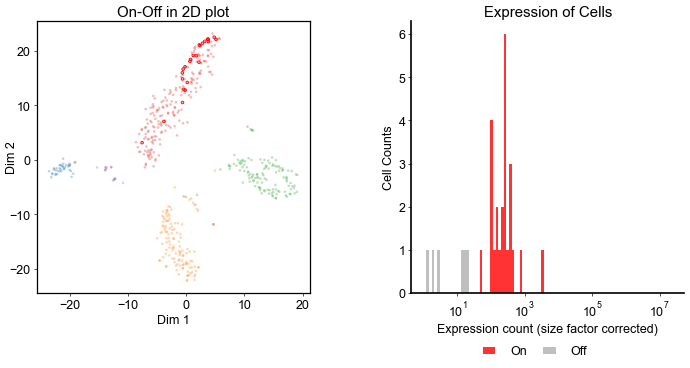 On-Off in 2D plot
Dim 2
20
10
0
−10
−20
−20 −10 0 10 20
Dim 1
Expression of Cells
Cell Counts
6
5
4
3
2
1
0
10^1 10^3 10^5 10^7
Expression count (size factor corrected)
On Off